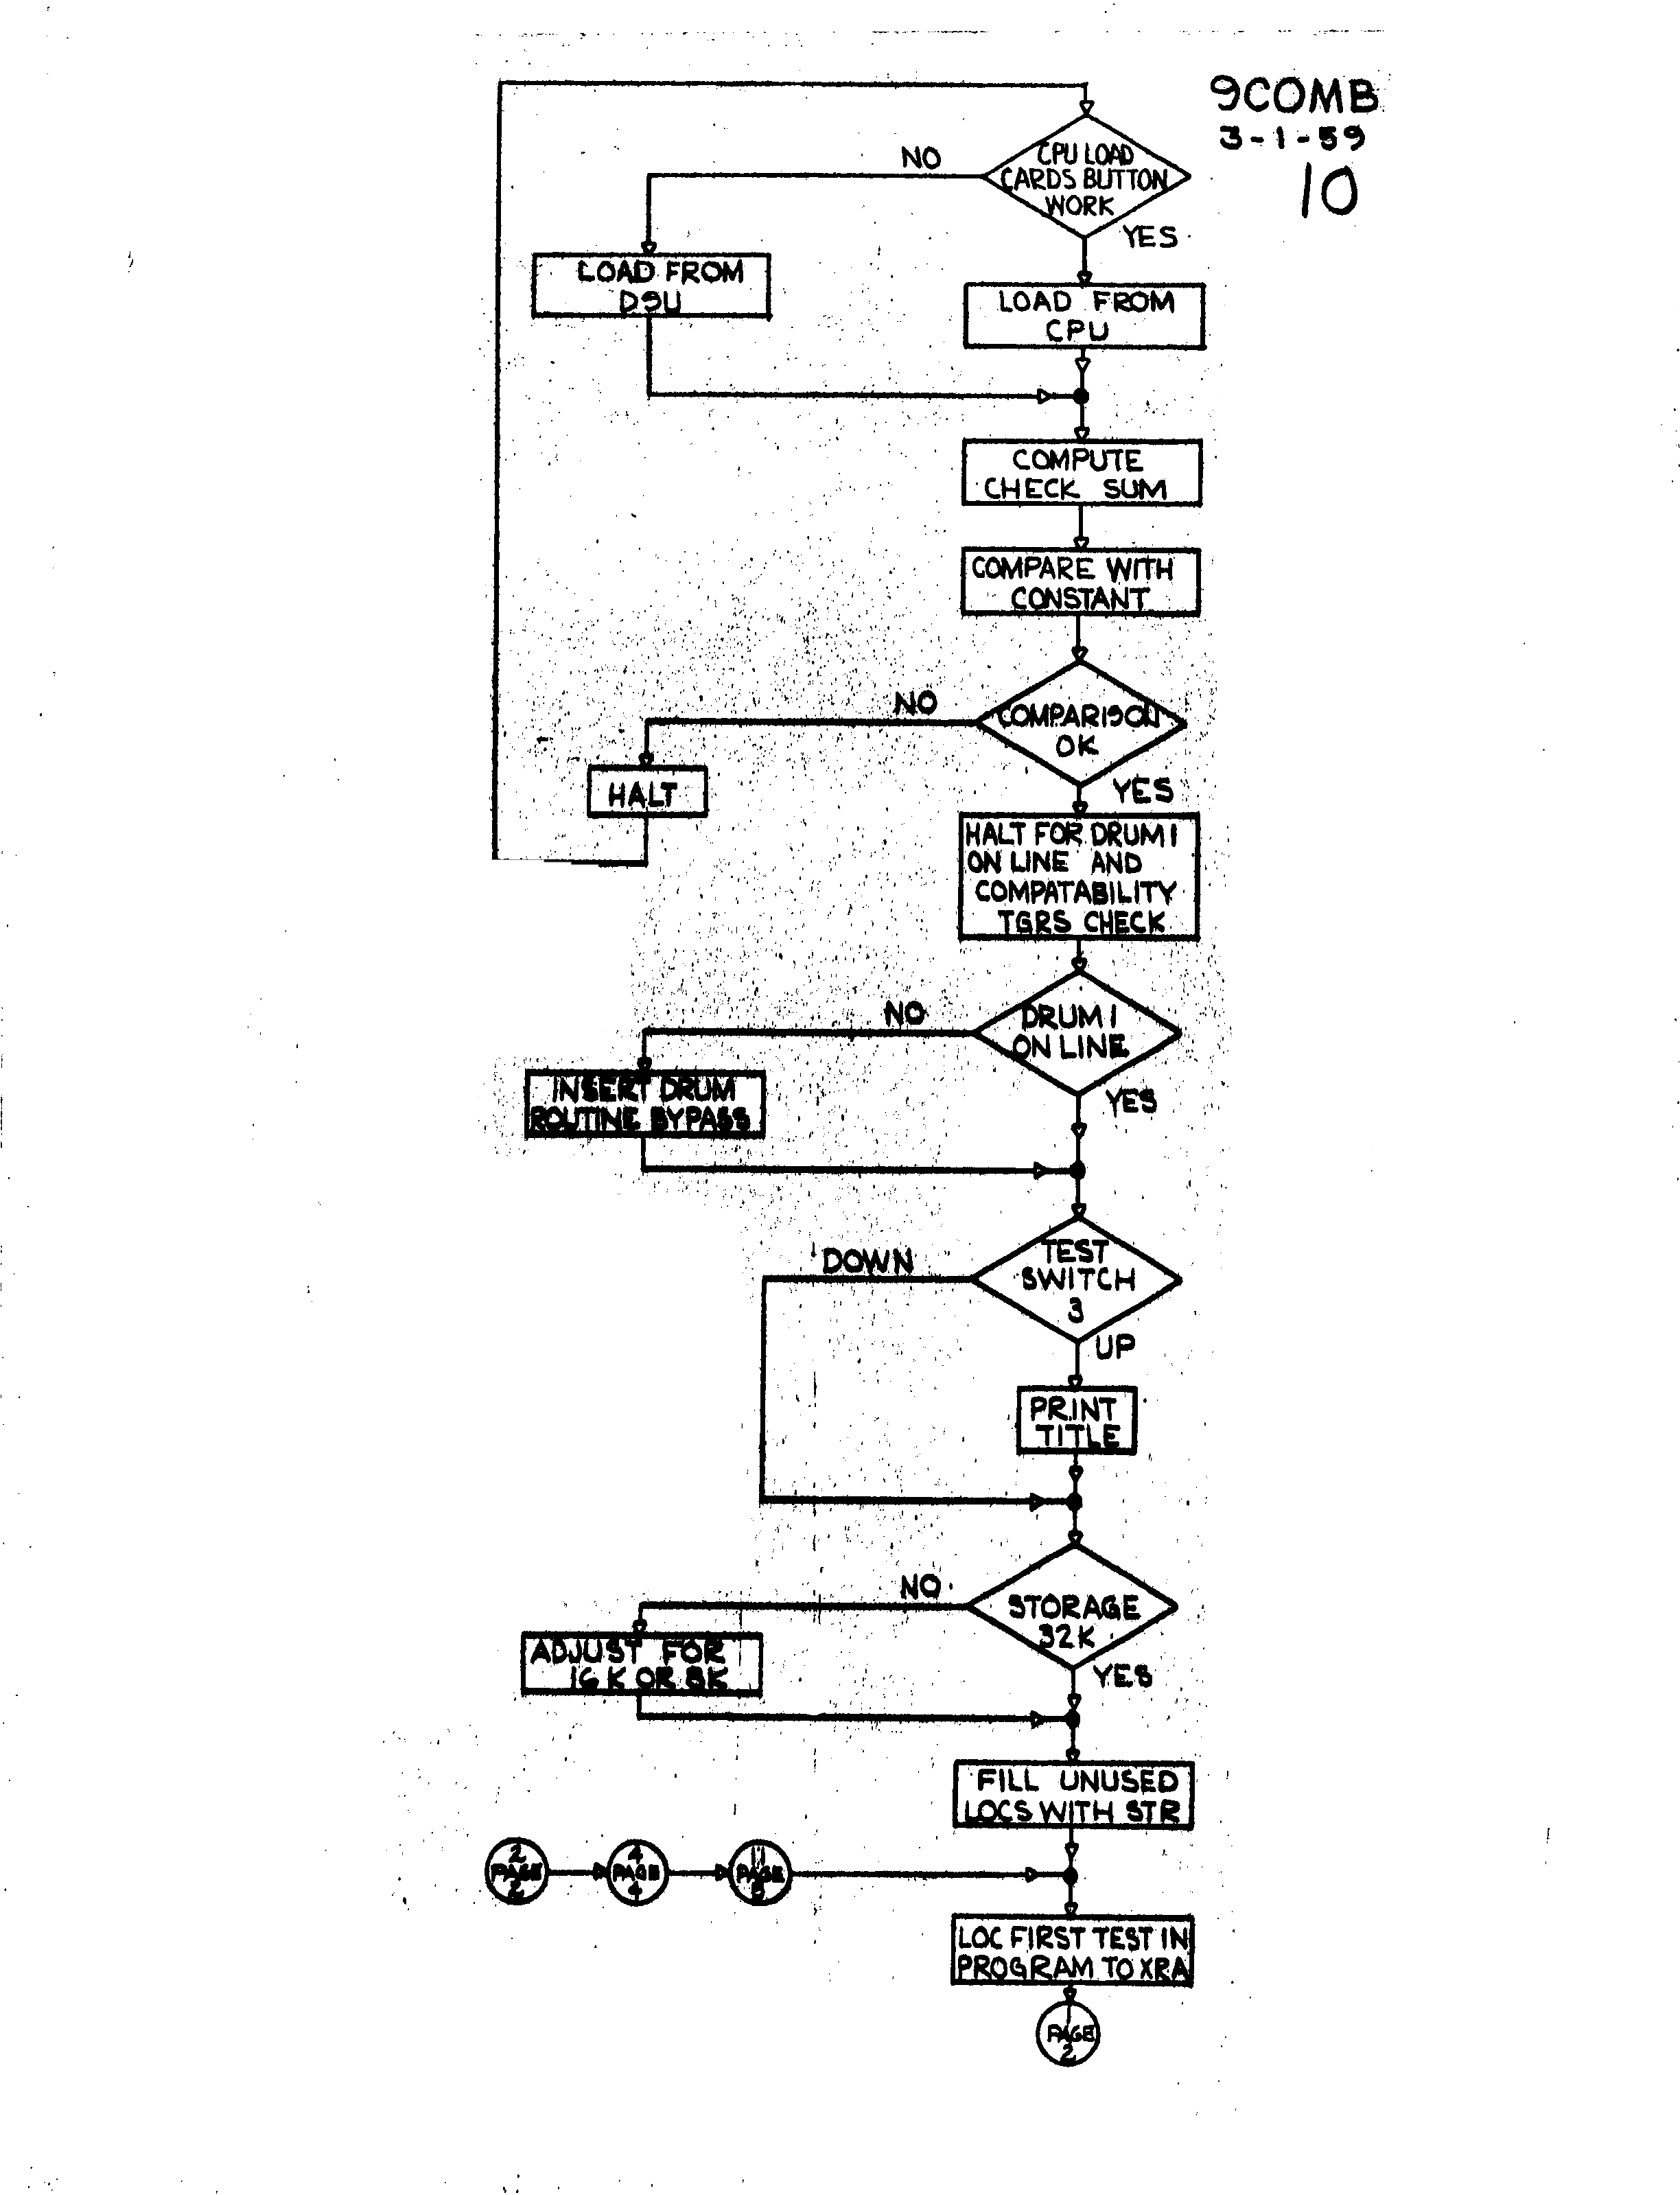 9COMB
3-1-59
10
CPU LOAD
CARDS BUTTON
WORK
NO
YES
LOAD FROM
DSU
LOAD FROM
CPU
COMPUTE
CHECK SUM
COMPARE WITH
CONSTANT
COMPARISON
OK
NO
YES
HALT
HALT FOR DRUM 1
ON LINE AND
COMPATABILITY
TGRS CHECK
DRUM 1
ON LINE
NO
YES
INSERT DRUM
ROUTINE BYPASS
TEST
SWITCH
3
DOWN
UP
PRINT
TITLE
STORAGE
32K
NO
YES
ADJUST FOR
16K OR 8K
FILL UNUSED
LOCS WITH STR
2
PAGE
2
4
PAGE
4
11
PAGE
5
LOC FIRST TEST IN
PROGRAM TO XRA
1
PAGE
2